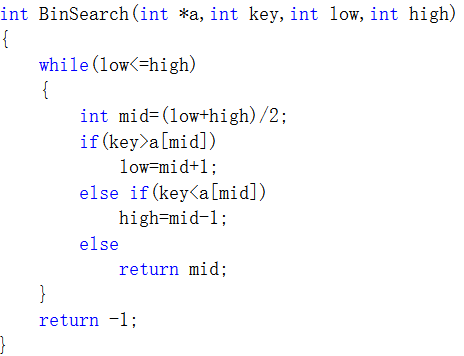 int BinSearch(int *a,int key,int low,int high)
{
    while(low<=high)
    {
        int mid=(low+high)/2;
        if(key>a[mid])
            low=mid+1;
        else if(key<a[mid])
            high=mid-1;
        else
            return mid;
    }
    return -1;
}